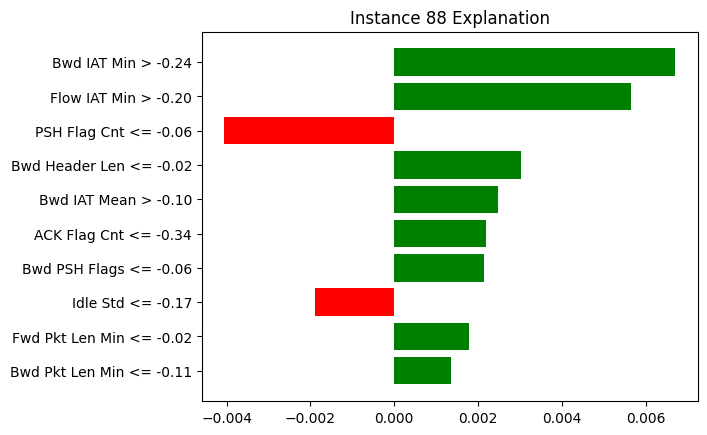 Instance 88 Explanation
Bwd IAT Min > -0.24
Flow IAT Min > -0.20
PSH Flag Cnt <= -0.06
Bwd Header Len <= -0.02
Bwd IAT Mean > -0.10
ACK Flag Cnt <= -0.34
Bwd PSH Flags <= -0.06
Idle Std <= -0.17
Fwd Pkt Len Min <= -0.02
Bwd Pkt Len Min <= -0.11
−0.004 −0.002 0.000 0.002 0.004 0.006